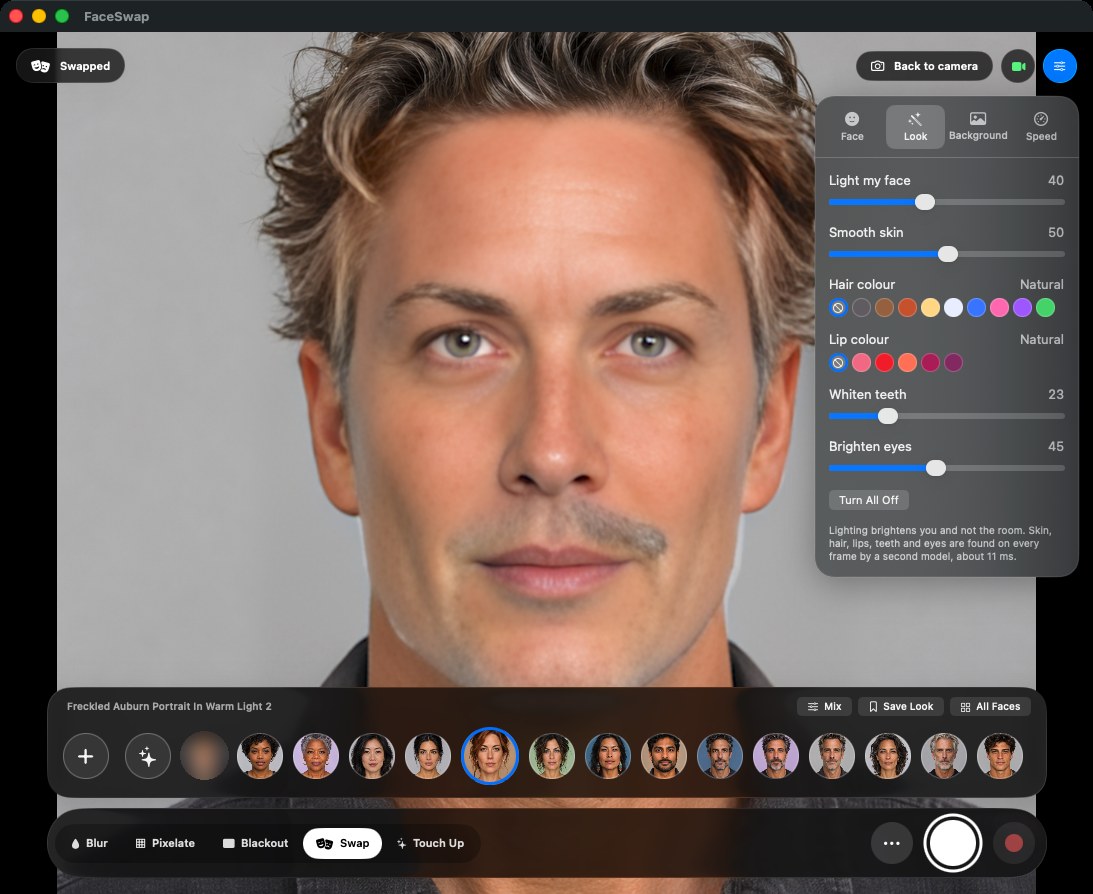 FaceSwap
Swapped
Back to camera
Face
Look
Background
Speed
Light my face
40
Smooth skin
50
Hair colour
Natural
Lip colour
Natural
Whiten teeth
23
Brighten eyes
45
Turn All Off
Lighting brightens you and not the room. Skin,
hair, lips, teeth and eyes are found on every
frame by a second model, about 11 ms.
Freckled Auburn Portrait In Warm Light 2
Mix
Save Look
All Faces
Blur
Pixelate
Blackout
Swap
Touch Up